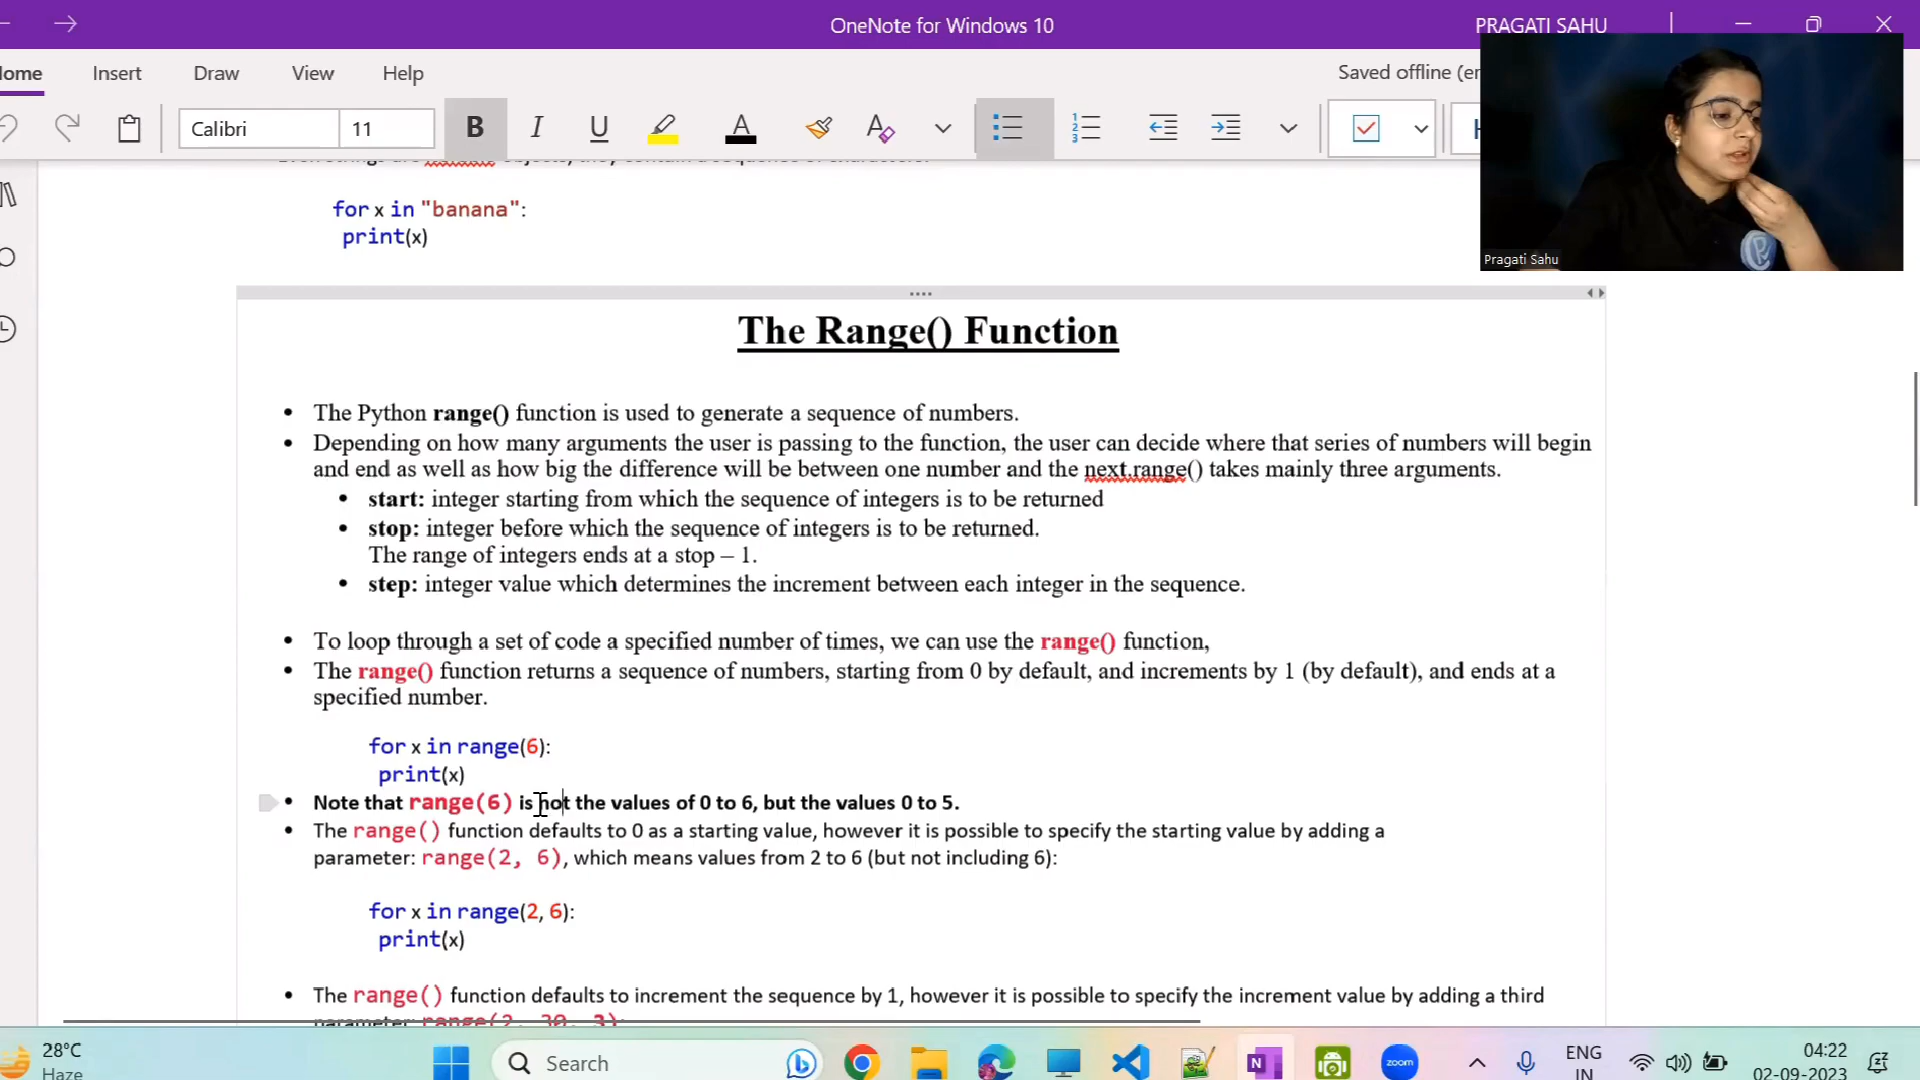 OneNote for Windows 10
PRAGATI SAHU
ome
Insert
Draw
View
Help
Saved offline (er
Calibri
11
B
I
U
A
A
H
for x in "banana":
print(x)
Pragati Sahu
The Range() Function
• The Python range() function is used to generate a sequence of numbers.
• Depending on how many arguments the user is passing to the function, the user can decide where that series of numbers will begin
and end as well as how big the difference will be between one number and the next.range() takes mainly three arguments.
• start: integer starting from which the sequence of integers is to be returned
• stop: integer before which the sequence of integers is to be returned.
The range of integers ends at a stop – 1.
• step: integer value which determines the increment between each integer in the sequence.
• To loop through a set of code a specified number of times, we can use the range() function,
• The range() function returns a sequence of numbers, starting from 0 by default, and increments by 1 (by default), and ends at a
specified number.
for x in range(6):
print(x)
• Note that range(6) is not the values of 0 to 6, but the values 0 to 5.
• The range() function defaults to 0 as a starting value, however it is possible to specify the starting value by adding a
parameter: range(2, 6), which means values from 2 to 6 (but not including 6):
for x in range(2, 6):
print(x)
• The range() function defaults to increment the sequence by 1, however it is possible to specify the increment value by adding a third
parameter: range(2, 30, 3):
28°C
Haze
Search
zoom
ENG
IN
04:22
02-09-2023